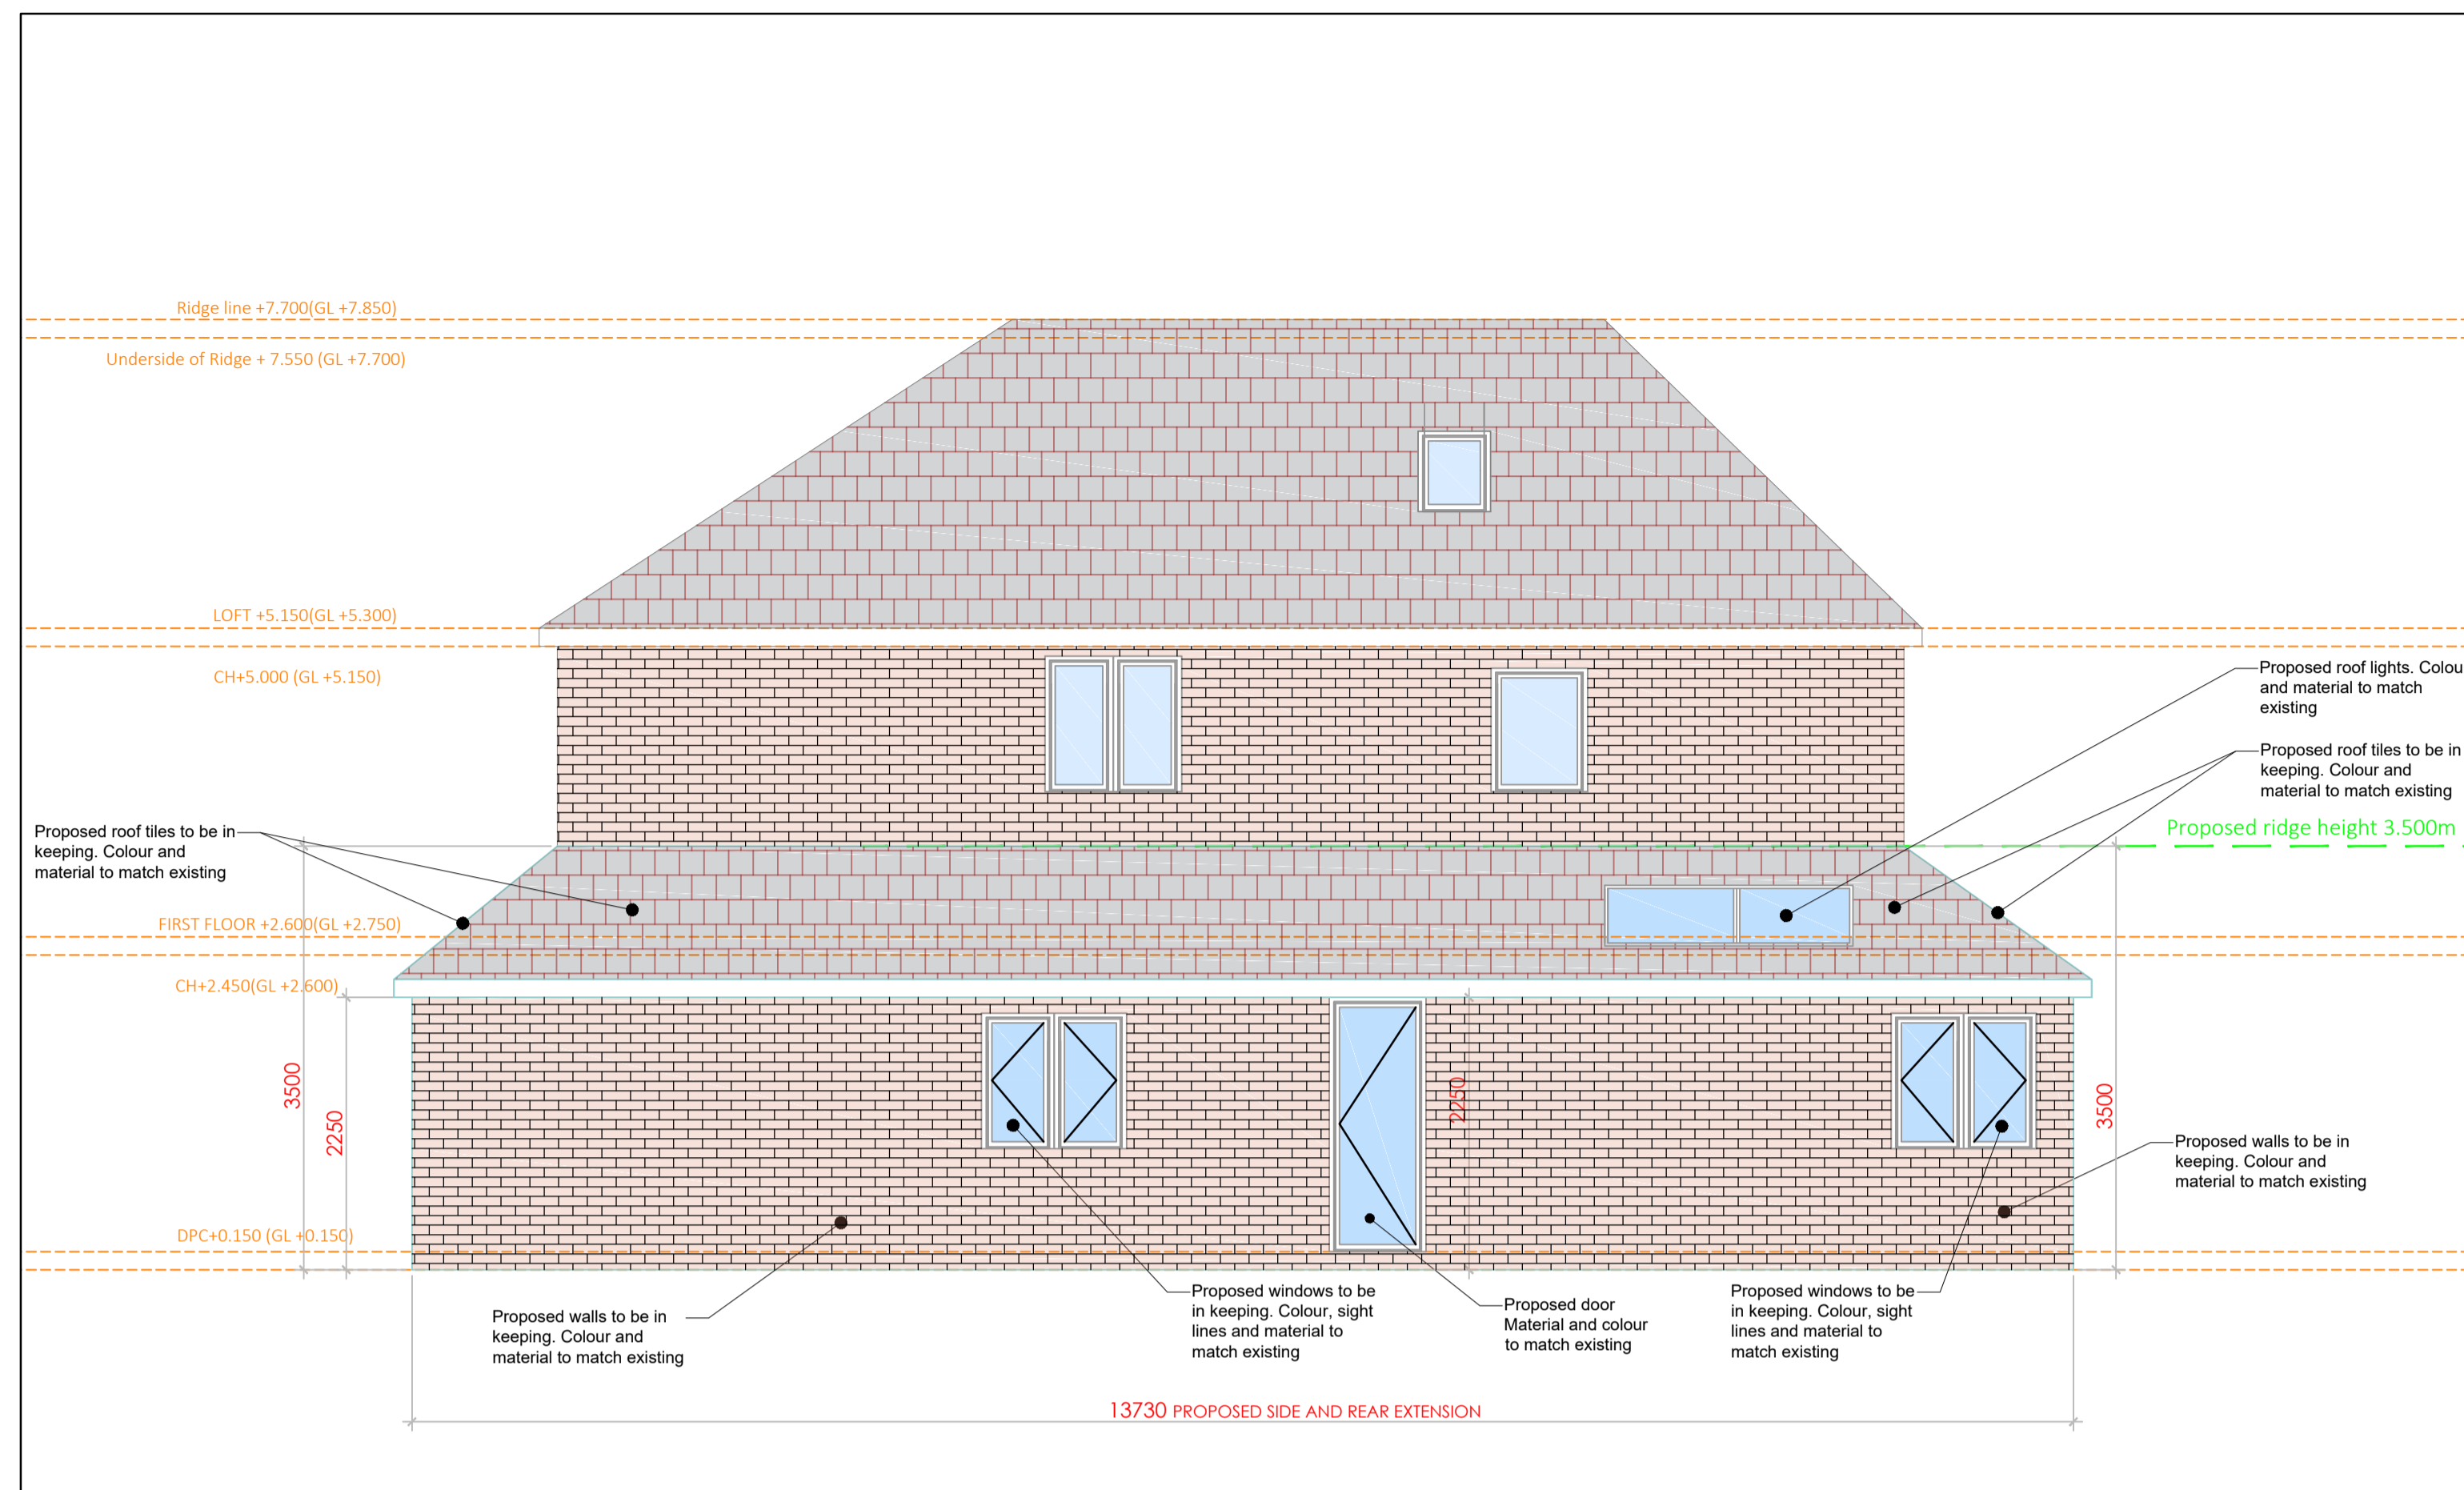 Ridge line +7.700(GL +7.850)
Underside of Ridge + 7.550 (GL +7.700)
LOFT +5.150(GL +5.300)
CH+5.000 (GL +5.150)
Proposed roof lights. Colou
and material to match
existing
Proposed roof tiles to be in
keeping. Colour and
material to match existing
Proposed ridge height 3.500m
Proposed roof tiles to be in
keeping. Colour and
material to match existing
FIRST FLOOR +2.600(GL +2.750)
CH+2.450(GL +2.600)
3500
2250
2250
3500
Proposed walls to be in
keeping. Colour and
material to match existing
DPC+0.150 (GL +0.150)
Proposed walls to be in
keeping. Colour and
material to match existing
Proposed windows to be
in keeping. Colour, sight
lines and material to
match existing
Proposed door
Material and colour
to match existing
Proposed windows to be
in keeping. Colour, sight
lines and material to
match existing
13730 PROPOSED SIDE AND REAR EXTENSION